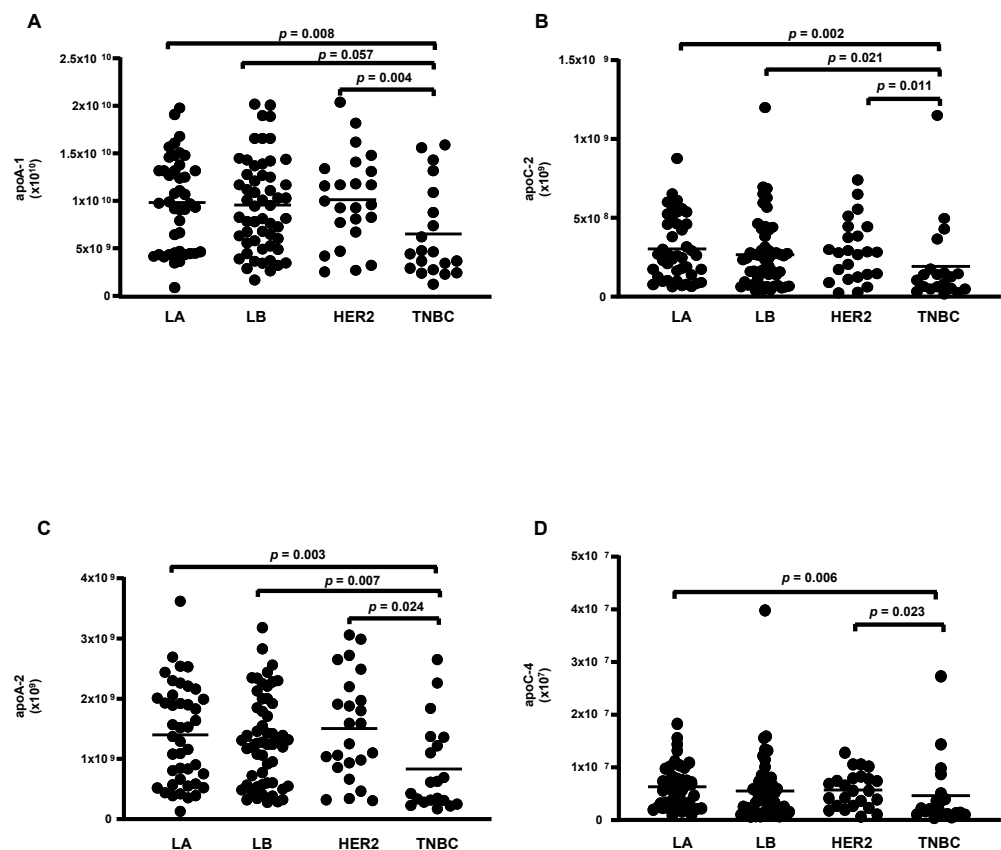 A
p = 0.008
p = 0.057
p = 0.004
2.5x10 10
2x10 10
1.5x10 10
1x10 10
5x10 9
0
apoA-1
(x10¹⁰)
LA LB HER2 TNBC
B
p = 0.002
p = 0.021
p = 0.011
1.5x10 9
1x10 9
5x10 8
0
apoC-2
(x10⁹)
LA LB HER2 TNBC
C
p = 0.003
p = 0.007
p = 0.024
4x10 9
3x10 9
2x10 9
1x10 9
0
apoA-2
(x10⁹)
LA LB HER2 TNBC
D
p = 0.006
p = 0.023
5x10 7
4x10 7
3x10 7
2x10 7
1x10 7
0
apoC-4
(x10⁷)
LA LB HER2 TNBC